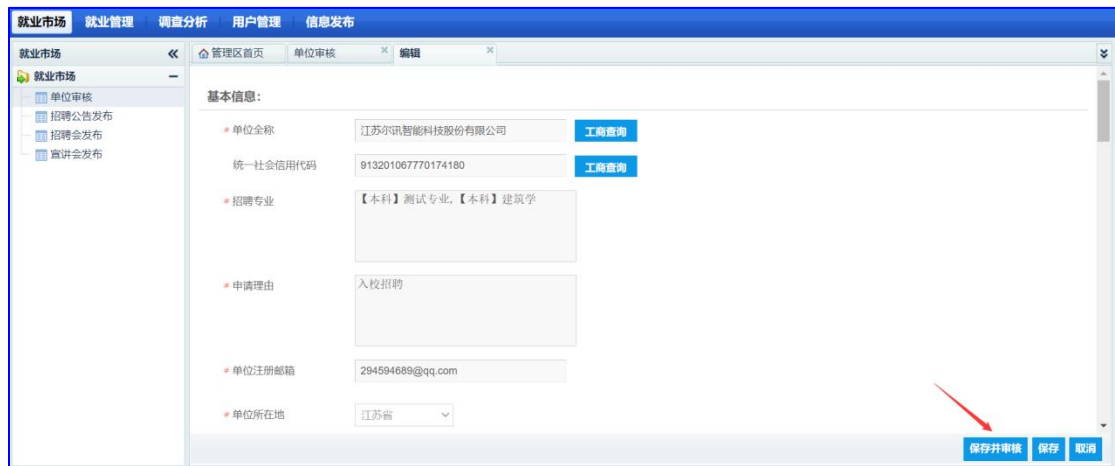 就业市场 就业管理 调查分析 用户管理 信息发布
就业市场 管理区首页 单位审核 编辑
就业市场
单位审核
招聘公告发布
招聘会发布
宣讲会发布
基本信息：
* 单位全称 江苏尔讯智能科技股份有限公司 工商查询
统一社会信用代码 913201067770174180 工商查询
* 招聘专业 【本科】测试专业,【本科】建筑学
* 申请理由 入校招聘
* 单位注册邮箱 294594689@qq.com
* 单位所在地 江苏省
保存并审核 保存 取消